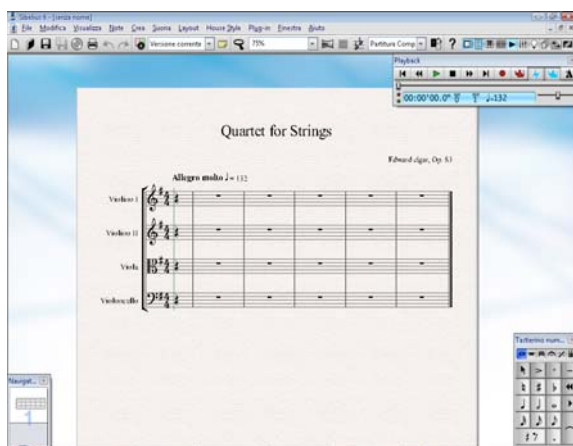 Sibelius 6 - [senza nome]
File Modifica Visualizza Note Crea Suona Layout House Style Plug-in Finestra Aiuto
Versione corrente 75% Partitura Comp
Playback
00:00'00.0" ♩=132
Quartet for Strings
Edward elgar, Op. 83
Allegro molto ♩= 132
Violino I
Violino II
Viola
Violoncello
Tastierino num...
Navigat...
1